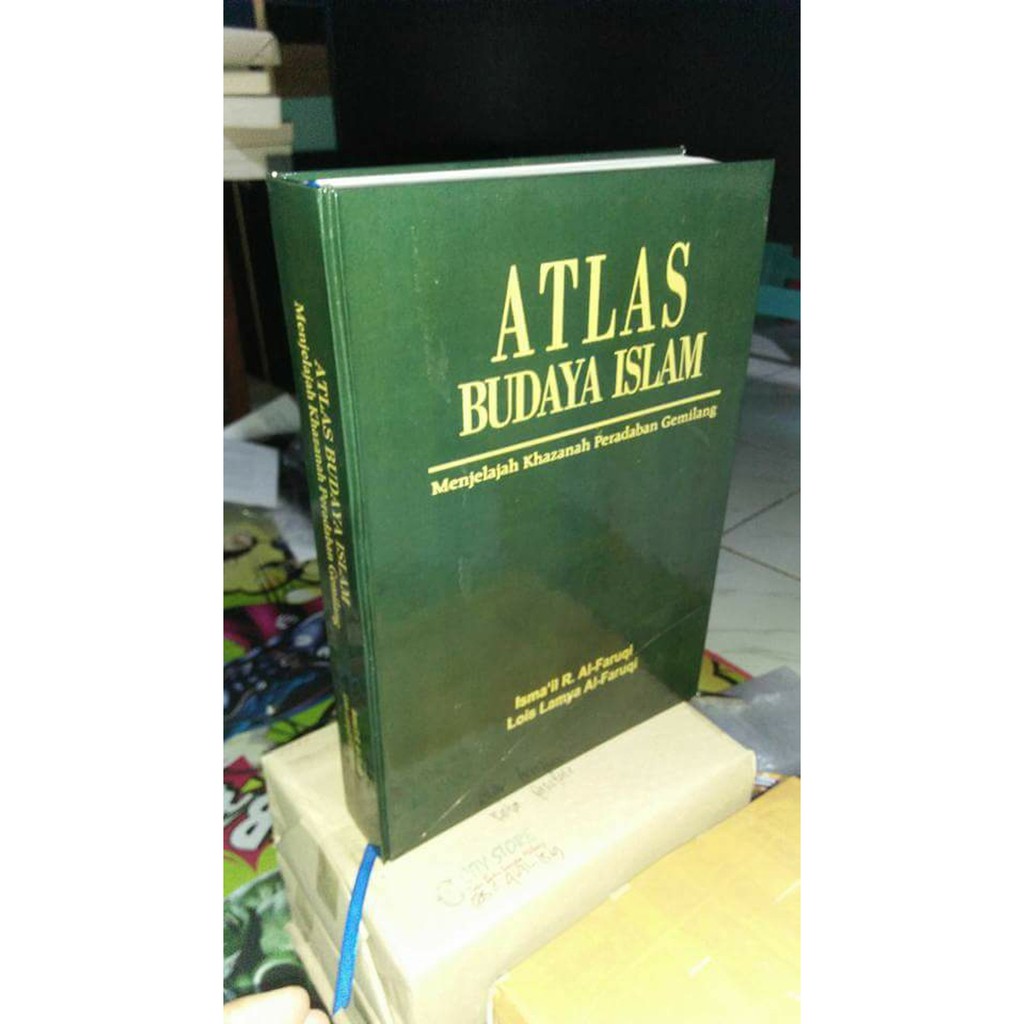 ATLAS
BUDAYA ISLAM
Menjelajah Khazanah Peradaban Gemilang
Isma'il R. Al-Faruqi
Lois Lamya Al-Faruqi
ATLAS BUDAYA ISLAM
Menjelajah Khazanah Peradaban Gemilang
STORE